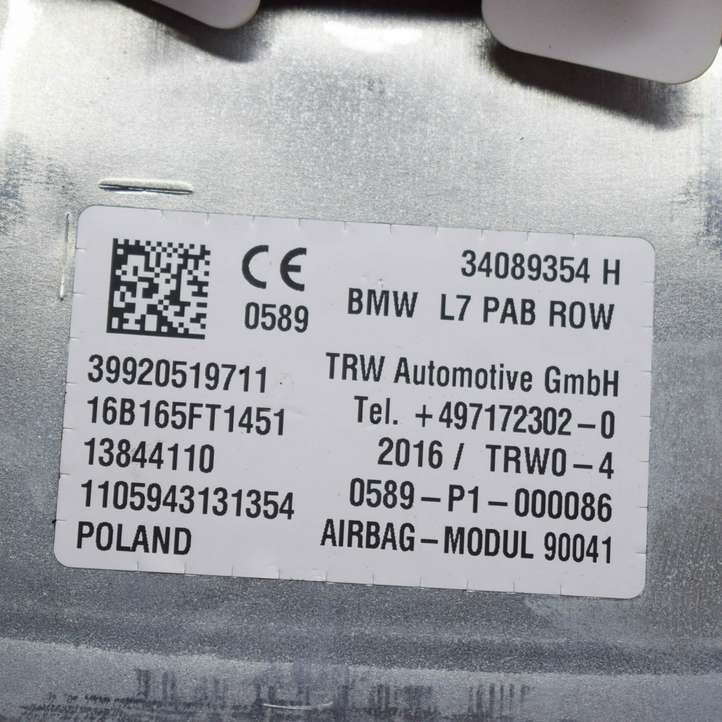 CE
0589
34089354 H
BMW L7 PAB ROW
39920519711
16B165FT1451
13844110
1105943131354
POLAND
TRW Automotive GmbH
Tel. +497172302-0
2016 / TRW0-4
0589-P1-000086
AIRBAG-MODUL 90041